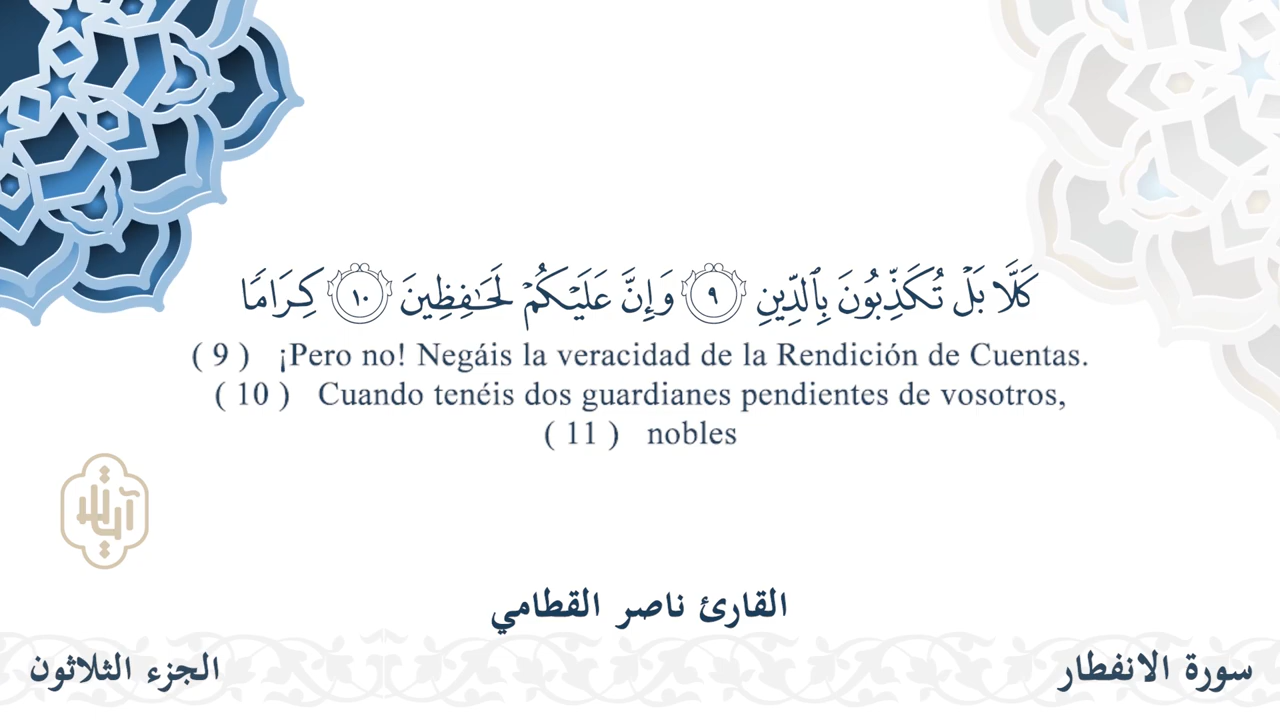 كَلَّا بَلْ تُكَذِّبُونَ بِٱلدِّينِ ٩ وَإِنَّ عَلَيْكُمْ لَحَـٰفِظِينَ ١٠ كِرَامًا
( 9 ) ¡Pero no! Negáis la veracidad de la Rendición de Cuentas.
( 10 ) Cuando tenéis dos guardianes pendientes de vosotros,
( 11 ) nobles
القارئ ناصر القطامي
سورة الانفطار
الجزء الثلاثون